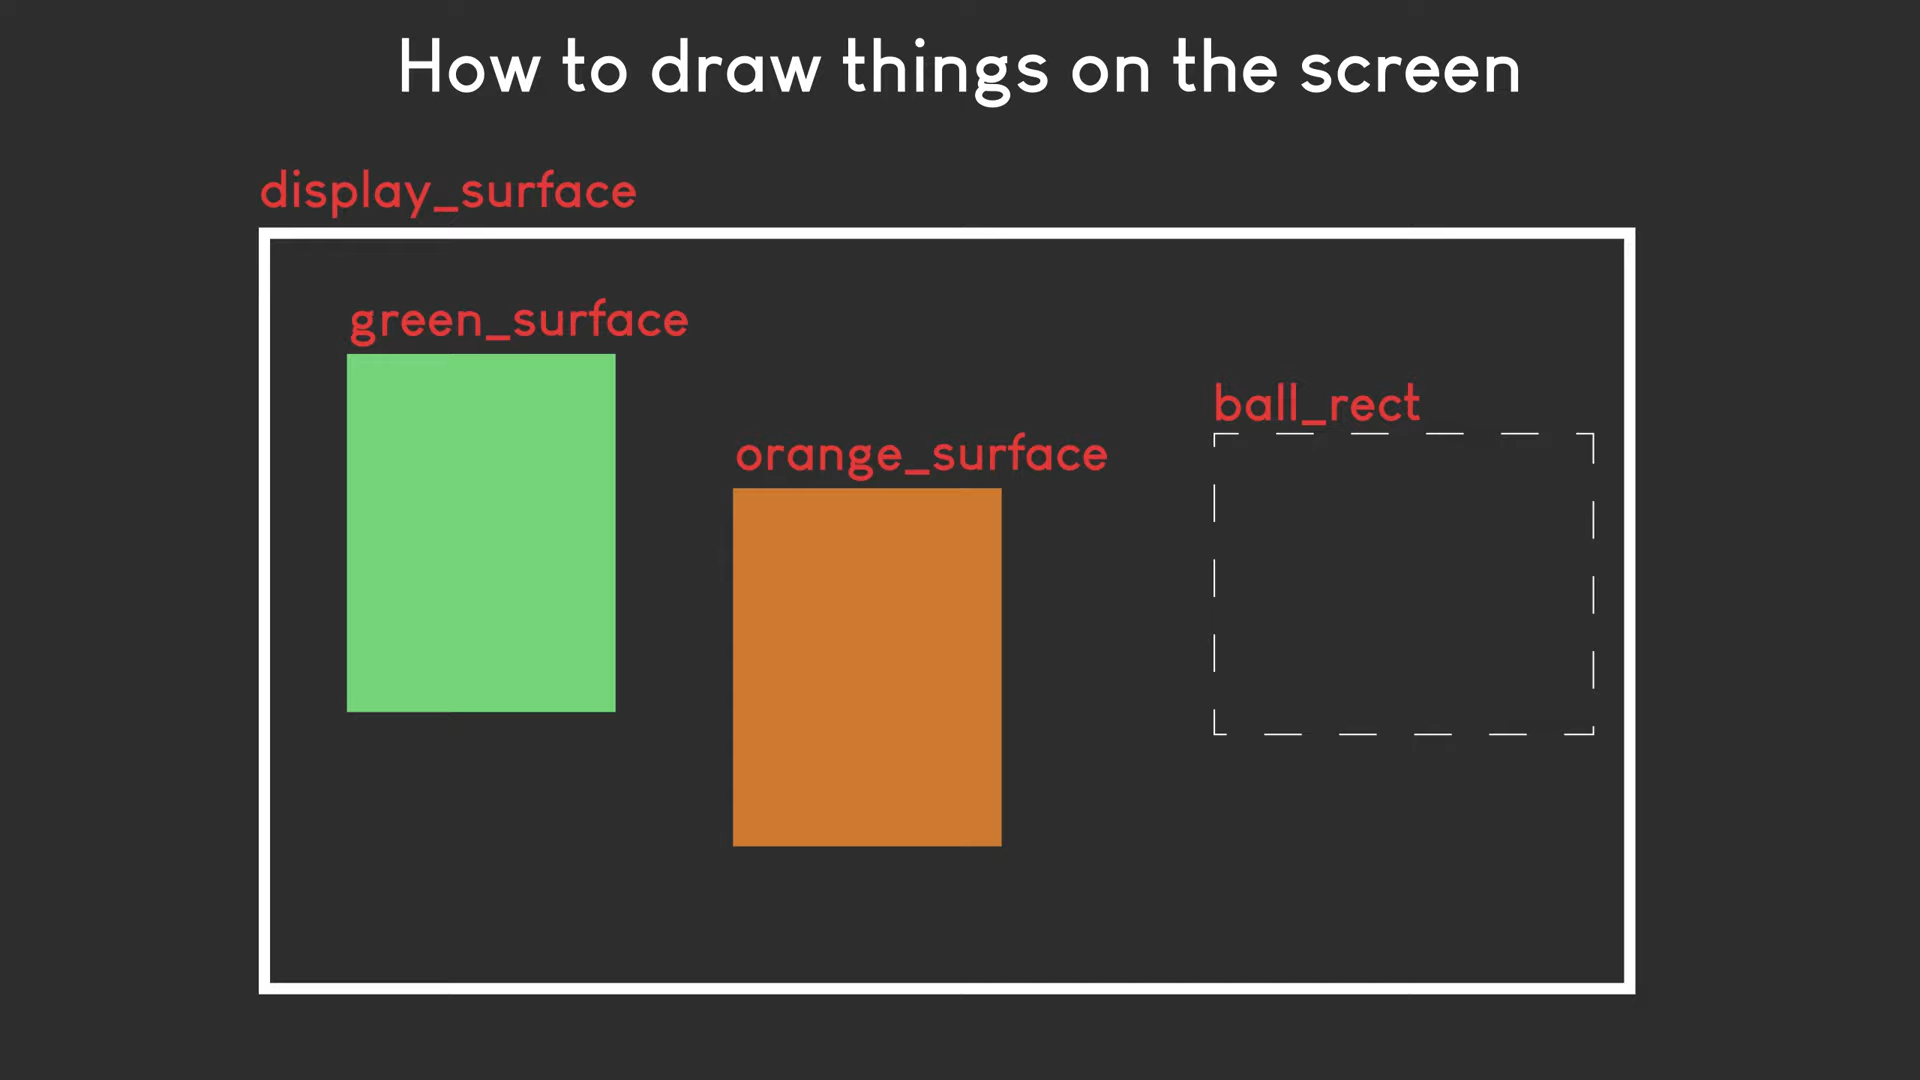 How to draw things on the screen
display_surface
green_surface
ball_rect
orange_surface